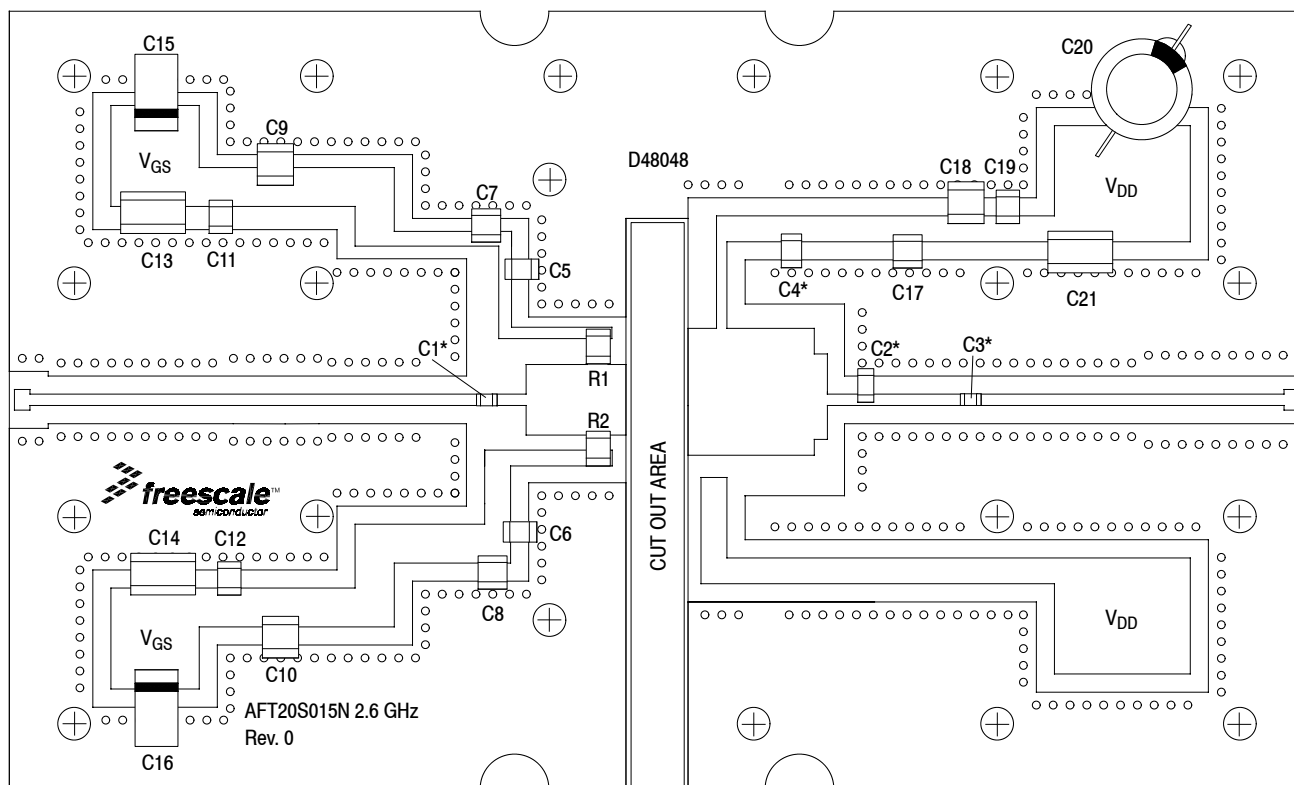 C15
C20
C9
D48048
C18 C19
VGS
C7
VDD
C13 C11
C5
C4*
C17
C21
C1*
C2*
C3*
R1
R2
freescale™
semiconductor
CUT OUT AREA
C14 C12
C6
C8
VGS
VDD
C10
AFT20S015N 2.6 GHz
Rev. 0
C16